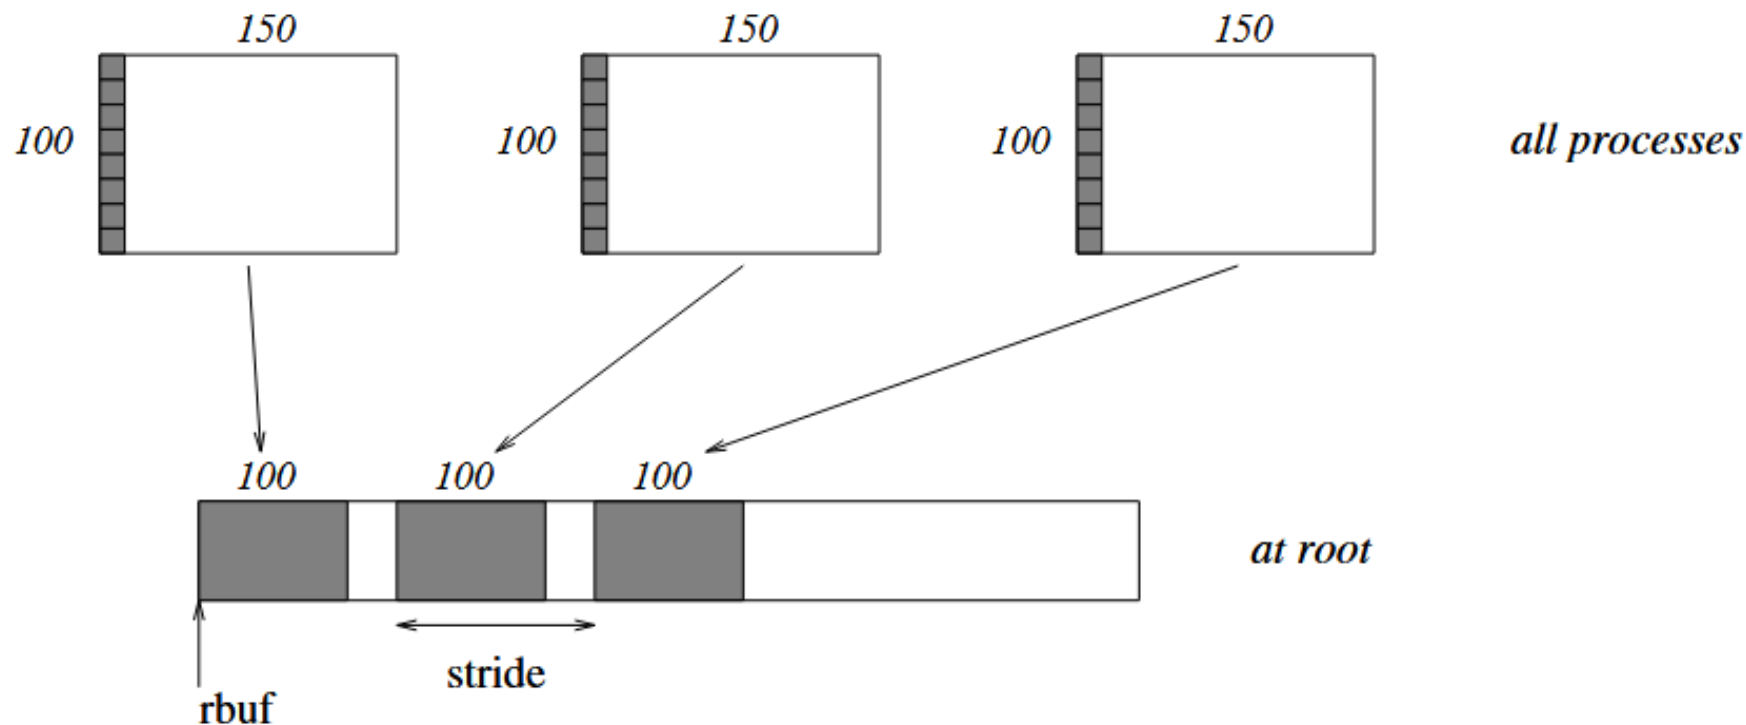 150 150 150
100 100 100 all processes
100 100 100
at root
stride
rbuf